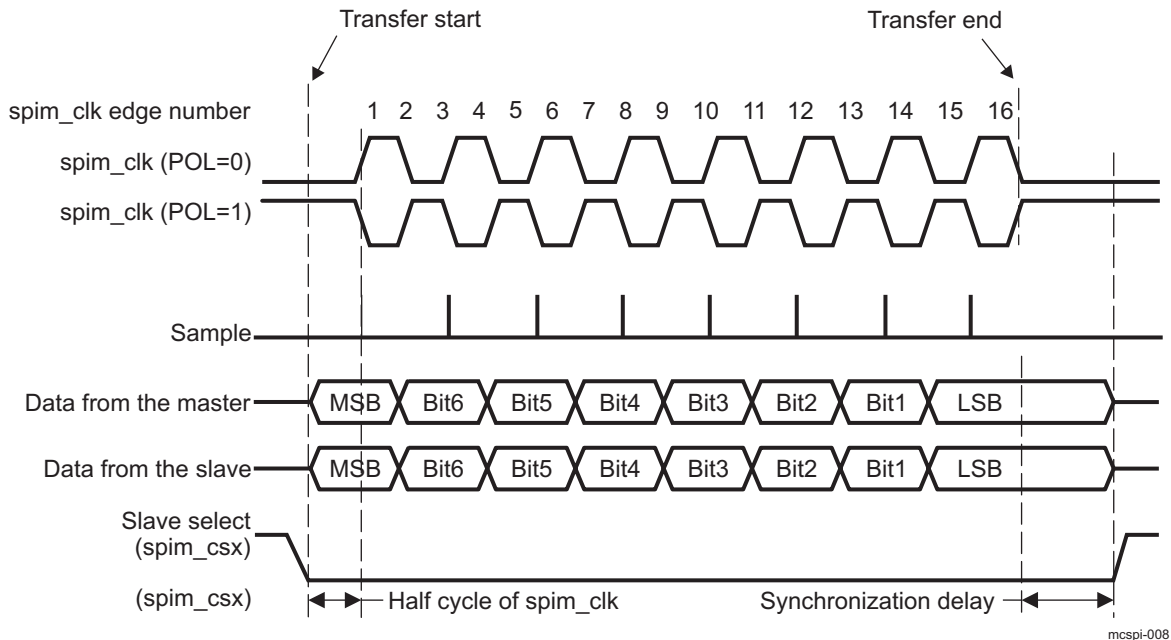 Transfer start
Transfer end
spim_clk edge number 1 2 3 4 5 6 7 8 9 10 11 12 13 14 15 16
spim_clk (POL=0)
spim_clk (POL=1)
Sample
Data from the master MSB Bit6 Bit5 Bit4 Bit3 Bit2 Bit1 LSB
Data from the slave MSB Bit6 Bit5 Bit4 Bit3 Bit2 Bit1 LSB
Slave select
(spim_csx)
(spim_csx) Half cycle of spim_clk Synchronization delay
mcspi-008